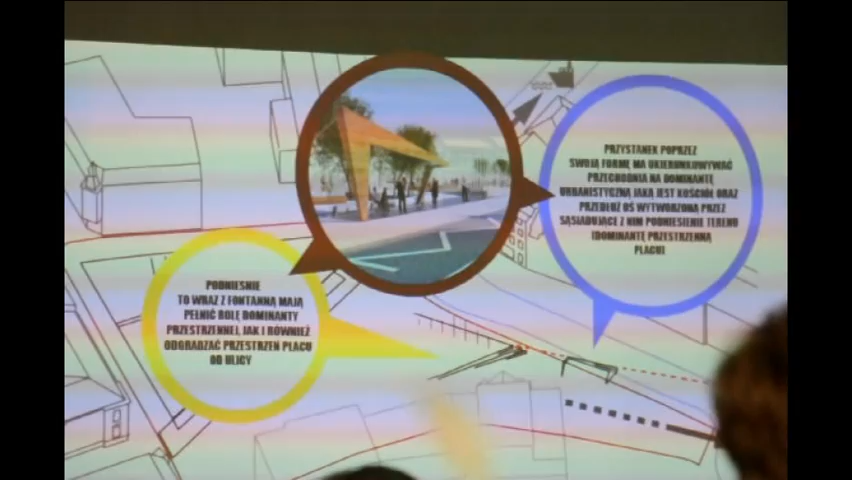 PRZYSTANEK POPRZEZ
SWOJĄ FORMĘ MA UKIERUNKOWYWAĆ
PRZECHODNIA NA DOMINANTĘ
URBANISTYCZNĄ JAKĄ JEST KOŚCIÓŁ ORAZ
PRZEDŁUŻ OŚ WYTWORZONĄ PRZEZ
SĄSIADUJĄCE Z NIM PODNIESIENIE TERENU
(DOMINANTĘ PRZESTRZENNĄ
PLACU)
PODNIESNIE
TO WRAZ Z FONTANNĄ MAJĄ
PEŁNIĆ ROLĘ DOMINANTY
PRZESTRZENNEJ, JAK I RÓWNIEŻ
ODGRADZAĆ PRZESTRZEŃ PLACU
OD ULICY